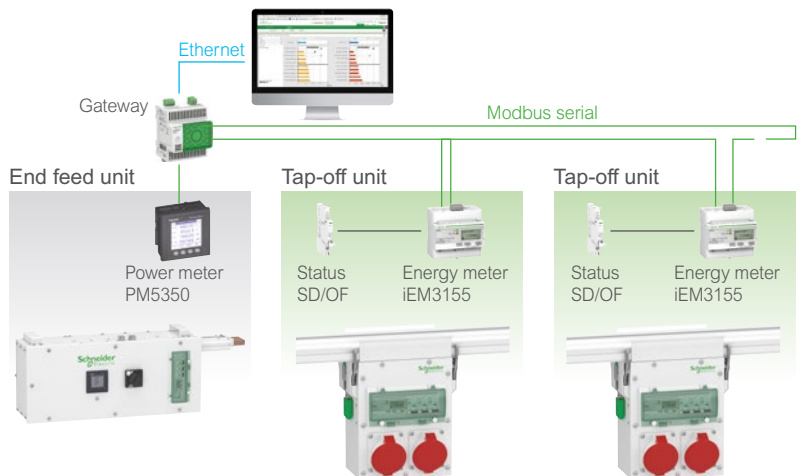 Ethernet
Gateway
Modbus serial
End feed unit
Tap-off unit
Tap-off unit
Power meter
PM5350
Status
SD/OF
Energy meter
iEM3155
Status
SD/OF
Energy meter
iEM3155
Schneider
Electric
Schneider
Schneider